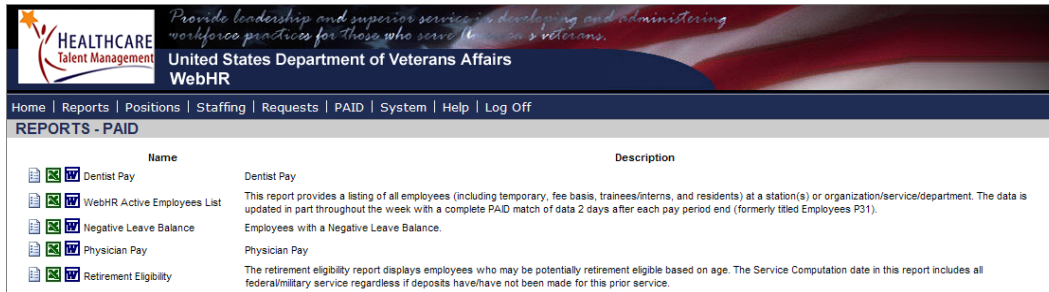 Provide leadership and superior service in developing and administering
workforce practices for those who serve America's veterans.
HEALTHCARE
Talent Management
United States Department of Veterans Affairs
WebHR
Home | Reports | Positions | Staffing | Requests | PAID | System | Help | Log Off
REPORTS - PAID
Name Description
Dentist Pay Dentist Pay
WebHR Active Employees List This report provides a listing of all employees (including temporary, fee basis, trainees/interns, and residents) at a station(s) or organization/service/department. The data is
updated in part throughout the week with a complete PAID match of data 2 days after each pay period end (formerly titled Employees P31).
Negative Leave Balance Employees with a Negative Leave Balance.
Physician Pay Physician Pay
Retirement Eligibility The retirement eligibility report displays employees who may be potentially retirement eligible based on age. The Service Computation date in this report includes all
federal/military service regardless if deposits have/have not been made for this prior service.